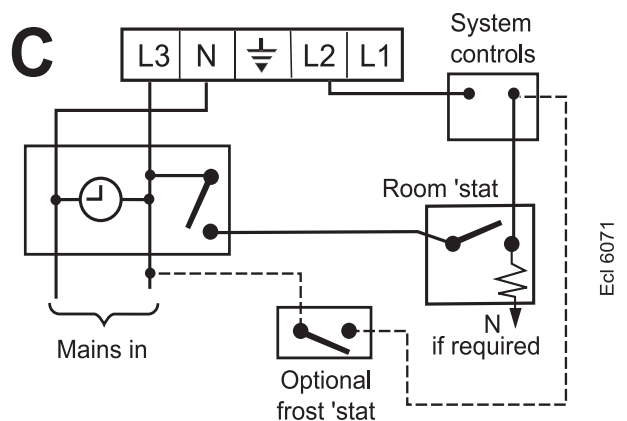 C
L3 N L2 L1
System
controls
Room 'stat
Ecl 6071
N
if required
Mains in
Optional
frost 'stat